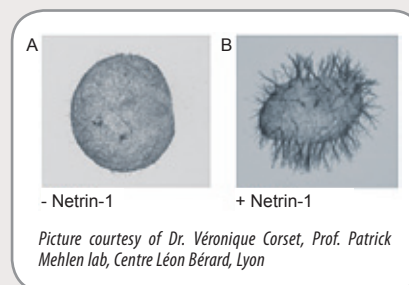 A
B
- Netrin-1
+ Netrin-1
Picture courtesy of Dr. Véronique Corset, Prof. Patrick
Mehlen lab, Centre Léon Bérard, Lyon